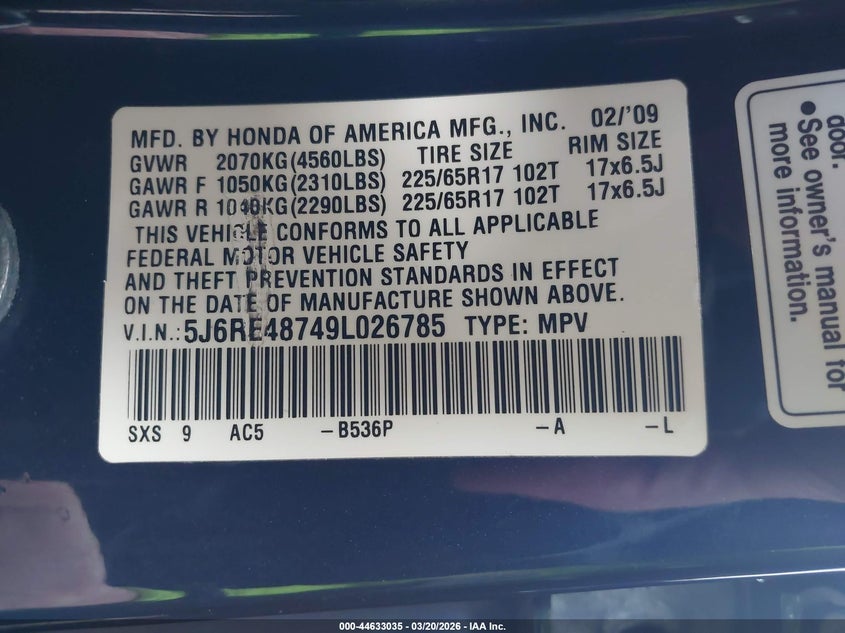 MFD. BY HONDA OF AMERICA MFG., INC. 02/'09
GVWR 2070KG(4560LBS) TIRE SIZE RIM SIZE
GAWR F 1050KG(2310LBS) 225/65R17 102T 17x6.5J
GAWR R 1040KG(2290LBS) 225/65R17 102T 17x6.5J
THIS VEHICLE CONFORMS TO ALL APPLICABLE
FEDERAL MOTOR VEHICLE SAFETY
AND THEFT PREVENTION STANDARDS IN EFFECT
ON THE DATE OF MANUFACTURE SHOWN ABOVE.
V.I.N.: 5J6RE48749L026785 TYPE: MPV
SXS 9 AC5 -B536P -A -L
door.
●See owner's manual for
more information.
000-44633035 - 03/20/2026 - IAA Inc.